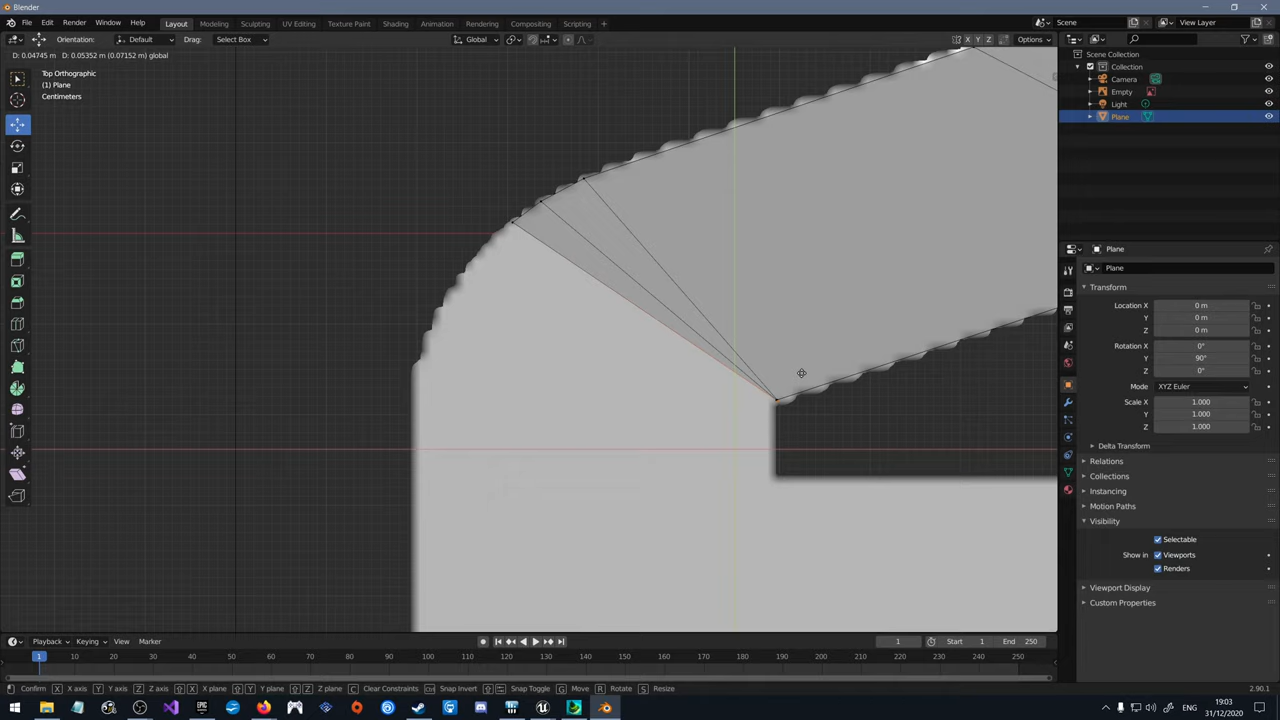 Blender
File Edit Render Window Help Layout Modeling Sculpting UV Editing Texture Paint Shading Animation Rendering Compositing Scripting + Scene View Layer
Orientation: Default Drag: Select Box Global X Y Z Options
D: 0.04745 m D: 0.05352 m (0.07152 m) global
Top Orthographic
(1) Plane
Centimeters
Scene Collection
Collection
Camera
Empty
Light
Plane
Plane
Plane
Transform
Location X 0 m
Y 0 m
Z 0 m
Rotation X 0°
Y 90°
Z 0°
Mode XYZ Euler
Scale X 1.000
Y 1.000
Z 1.000
Delta Transform
Relations
Collections
Instancing
Motion Paths
Visibility
Selectable
Show in Viewports
Renders
Viewport Display
Custom Properties
Playback Keying View Marker 1 Start 1 End 250
1 10 20 30 40 50 60 70 80 90 100 110 120 130 140 150 160 170 180 190 200 210 220 230 240 250
Confirm X X axis Y Y axis Z Z axis X X plane Y Y plane Z Z plane C Clear Constraints Snap Invert Snap Toggle G Move R Rotate S Resize 2.90.1
ENG 19:03
31/12/2020